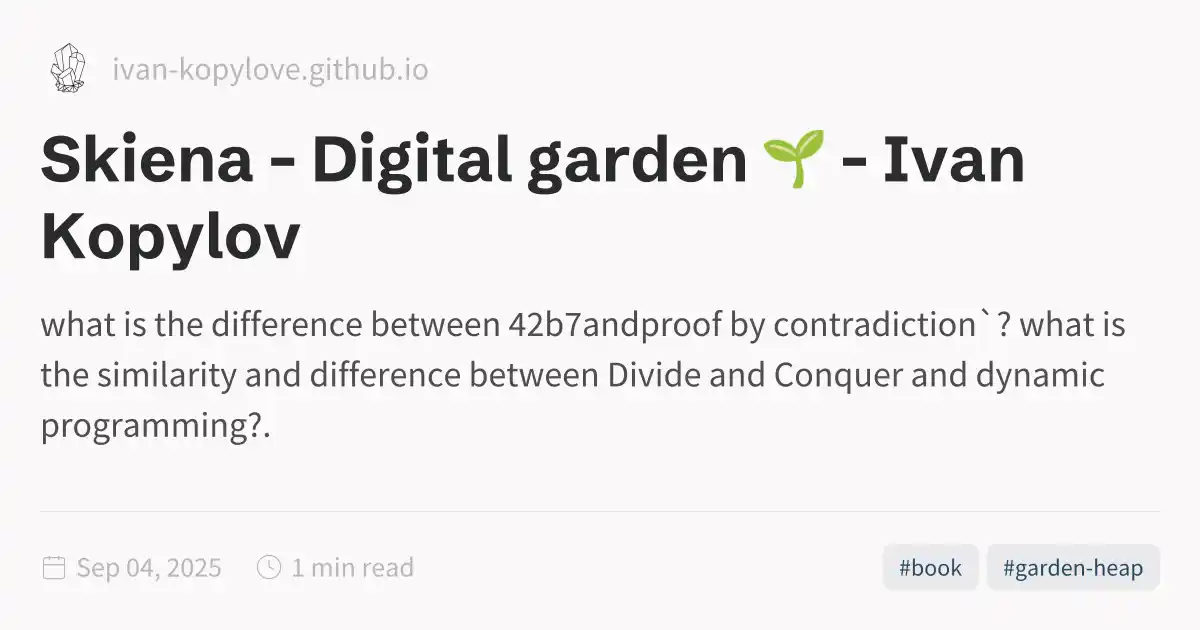 ivan-kopylove.github.io
Skiena - Digital garden 🌱 - Ivan
Kopylov
what is the difference between 42b7andproof by contradiction`? what is
the similarity and difference between Divide and Conquer and dynamic
programming?.
Sep 04, 2025 1 min read #book #garden-heap